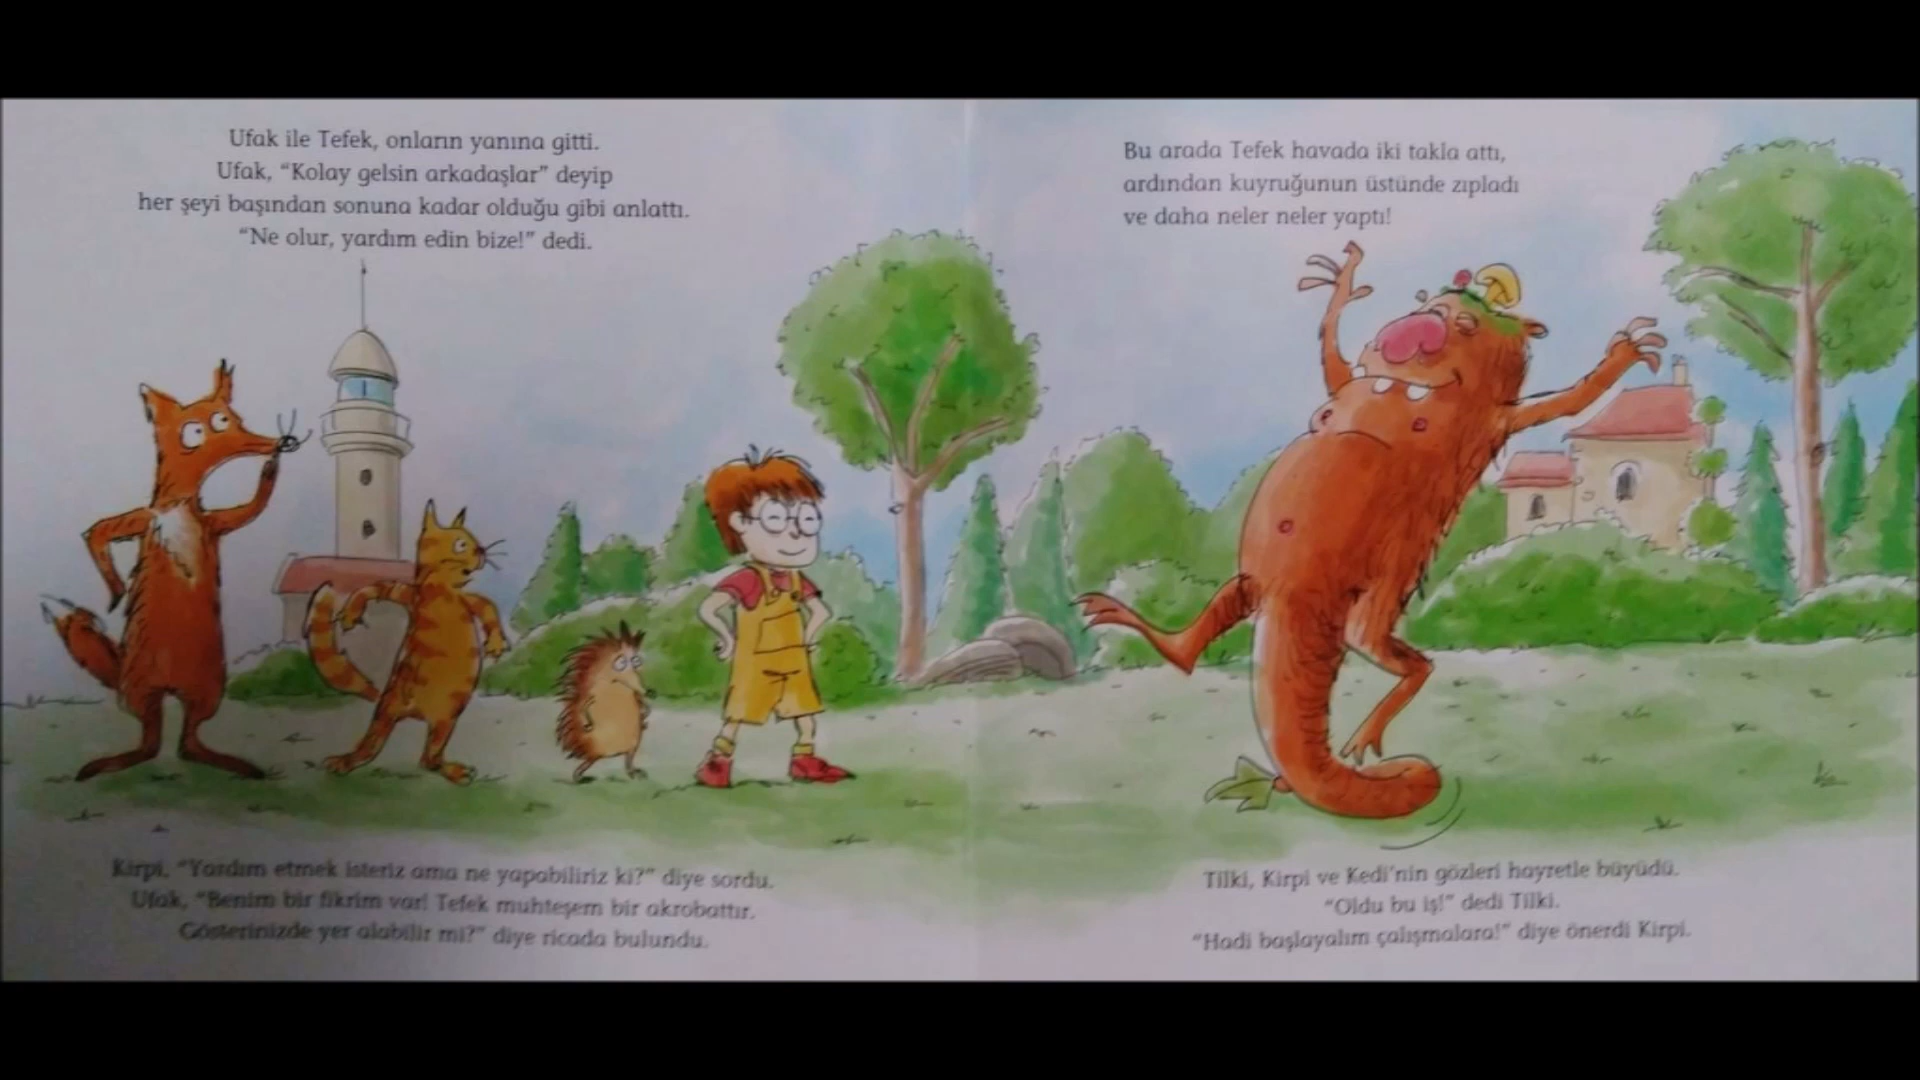 Ufak ile Tefek, onların yanına gitti.
Ufak, “Kolay gelsin arkadaşlar” deyip
her şeyi başından sonuna kadar olduğu gibi anlattı.
“Ne olur, yardım edin bize!” dedi.
Kirpi, “Yardım etmek isteriz ama ne yapabiliriz ki?” diye sordu.
Ufak, “Benim bir fikrim var! Tefek muhteşem bir akrobattır.
Gösterinizde yer alabilir mi?” diye ricada bulundu.
Bu arada Tefek havada iki takla attı,
ardından kuyruğunun üstünde zıpladı
ve daha neler neler yaptı!
Tilki, Kirpi ve Kedi’nin gözleri hayretle büyüdü.
“Oldu bu iş!” dedi Tilki.
“Hadi başlayalım çalışmalara!” diye önerdi Kirpi.